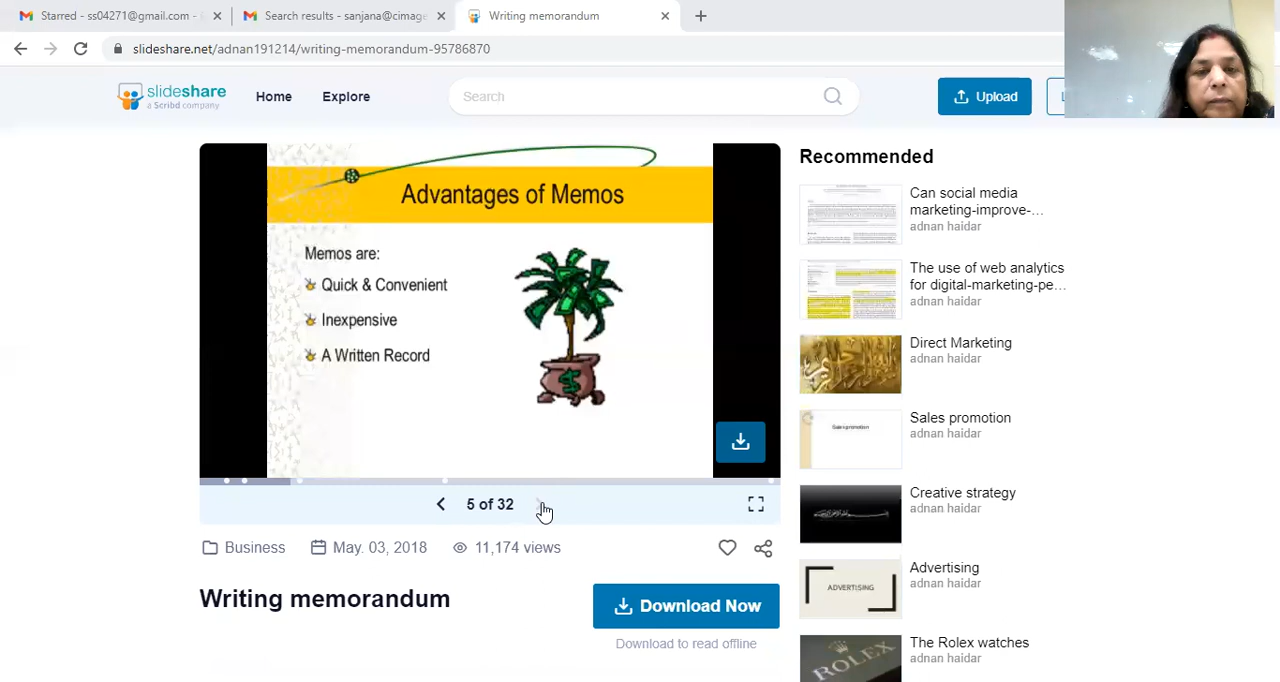 Starred - ss04271@gmail.com -
Search results - sanjana@cimage
Writing memorandum
slideshare.net/adnan191214/writing-memorandum-95786870
slideshare
a Scribd company
Home
Explore
Search
Upload
Advantages of Memos
Memos are:
Quick & Convenient
Inexpensive
A Written Record
$
5 of 32
Business
May. 03, 2018
11,174 views
Writing memorandum
Download Now
Download to read offline
Recommended
Can social media
marketing-improve-…
adnan haidar
The use of web analytics
for digital-marketing-pe…
adnan haidar
Direct Marketing
adnan haidar
Sales promotion
Sales promotion
adnan haidar
Creative strategy
adnan haidar
ADVERTISING
Advertising
adnan haidar
ROLEX
The Rolex watches
adnan haidar